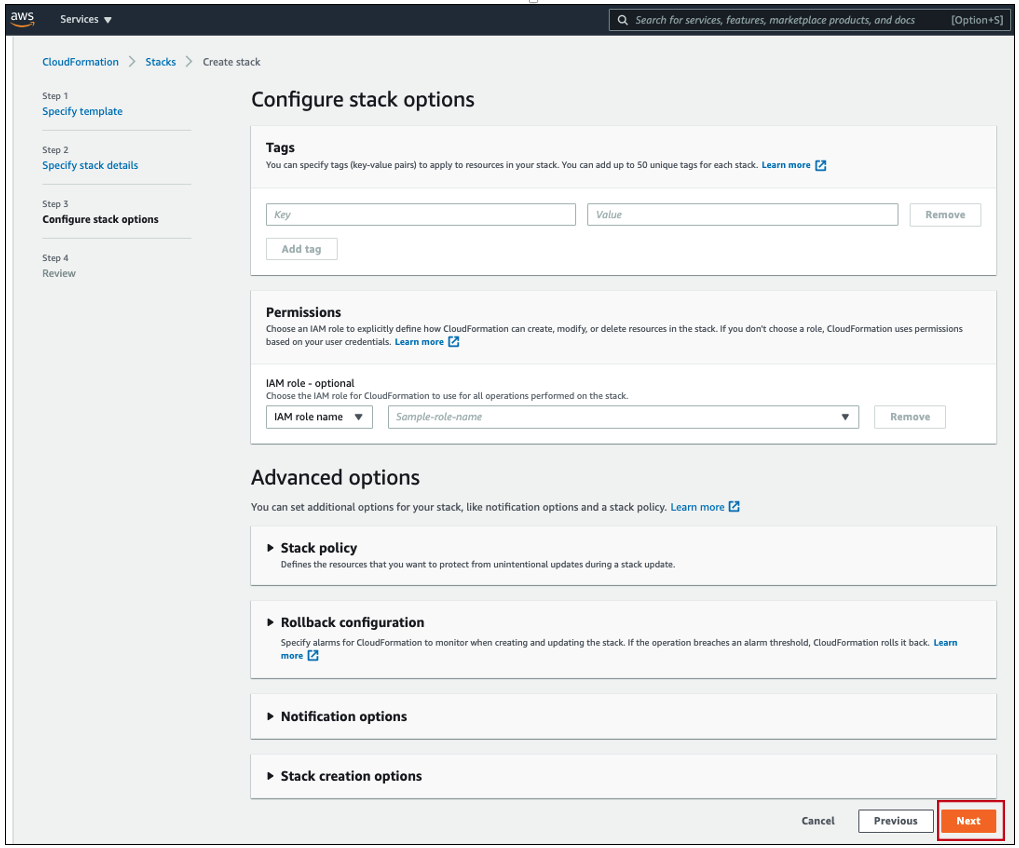 aws
Services
Search for services, features, marketplace products, and docs
[Option+S]
CloudFormation
Stacks
Create stack
Step 1
Specify template
Step 2
Specify stack details
Step 3
Configure stack options
Step 4
Review
Configure stack options
Tags
You can specify tags (key-value pairs) to apply to resources in your stack. You can add up to 50 unique tags for each stack. Learn more
Key
Value
Remove
Add tag
Permissions
Choose an IAM role to explicitly define how CloudFormation can create, modify, or delete resources in the stack. If you don't choose a role, CloudFormation uses permissions
based on your user credentials. Learn more
IAM role - optional
Choose the IAM role for CloudFormation to use for all operations performed on the stack.
IAM role name
Sample-role-name
Remove
Advanced options
You can set additional options for your stack, like notification options and a stack policy. Learn more
Stack policy
Defines the resources that you want to protect from unintentional updates during a stack update.
Rollback configuration
Specify alarms for CloudFormation to monitor when creating and updating the stack. If the operation breaches an alarm threshold, CloudFormation rolls it back. Learn
more
Notification options
Stack creation options
Cancel
Previous
Next